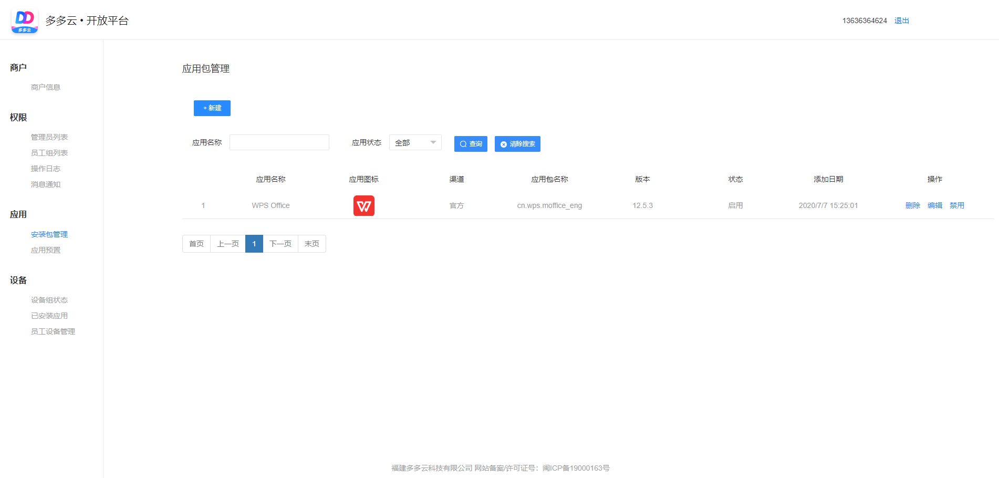 多多云 • 开放平台
多多云
13636364624 退出
商户
商户信息
权限
管理员列表
员工组列表
操作日志
消息通知
应用
安装包管理
应用预置
设备
设备组状态
已安装应用
员工设备管理
应用包管理
+ 新建
应用名称 应用状态 全部 查询 清除搜索
应用名称 应用图标 渠道 应用包名称 版本 状态 添加日期 操作
1 WPS Office W 官方 cn.wps.moffice_eng 12.5.3 启用 2020/7/7 15:25:01 删除 编辑 禁用
首页 上一页 1 下一页 末页
福建多多云科技有限公司 网站备案/许可证号：闽ICP备19000163号